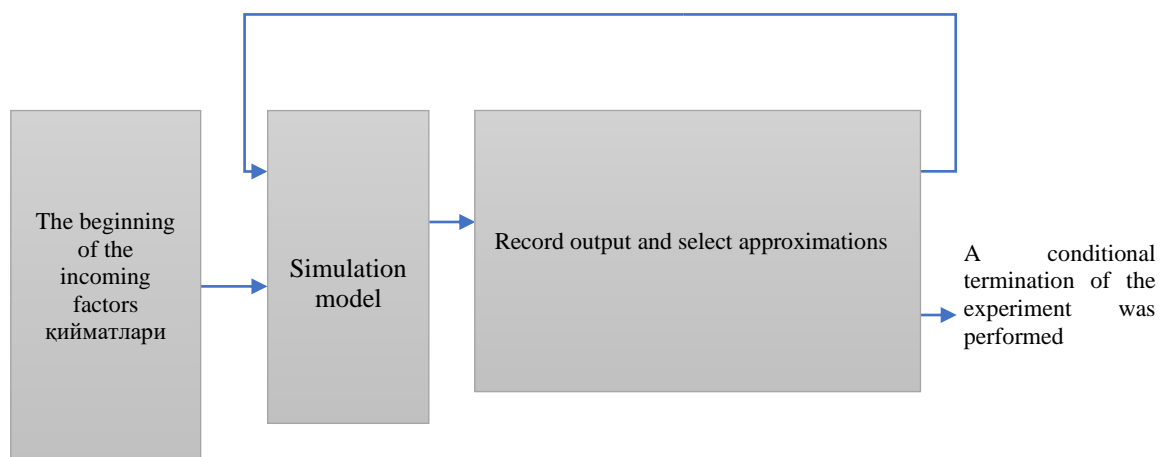 The beginning
of the
incoming
factors
қийматлари
Simulation
model
Record output and select approximations
A conditional
termination of the
experiment was
performed